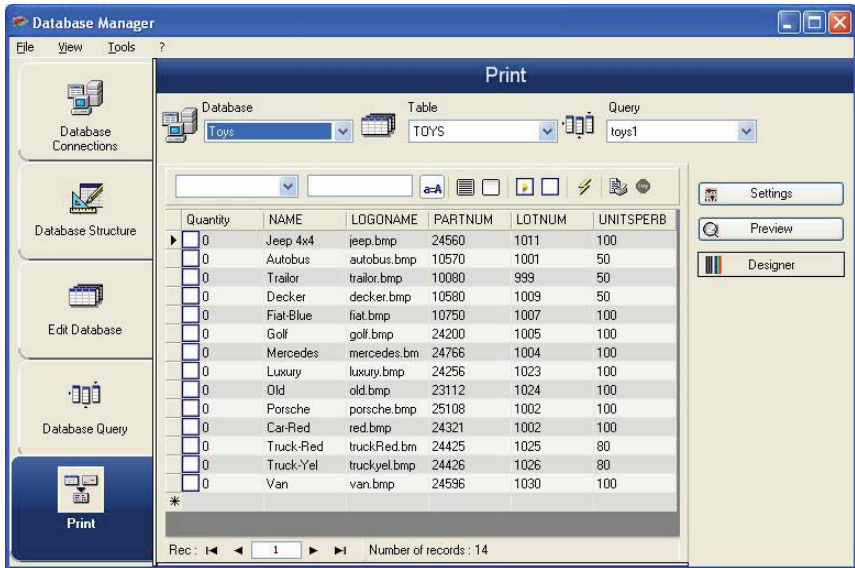 Database Manager
File View Tools ?
Database Connections
Database Structure
Edit Database
Database Query
Print
Print
Database Table Query
Toys TOYS toys1
a=A
Quantity NAME LOGONAME PARTNUM LOTNUM UNITSPERB
0 Jeep 4x4 jeep.bmp 24560 1011 100
0 Autobus autobus.bmp 10570 1001 50
0 Trailor trailor.bmp 10080 999 50
0 Decker decker.bmp 10580 1009 50
0 Fiat-Blue fiat.bmp 10750 1007 100
0 Golf golf.bmp 24200 1005 100
0 Mercedes mercedes.bm 24766 1004 100
0 Luxury luxury.bmp 24256 1023 100
0 Old old.bmp 23112 1024 100
0 Porsche porsche.bmp 25108 1002 100
0 Car-Red red.bmp 24321 1002 100
0 Truck-Red truckRed.bm 24425 1025 80
0 Truck-Yel truckyel.bmp 24426 1026 80
0 Van van.bmp 24596 1030 100
Rec : 1 Number of records : 14
Settings
Preview
Designer